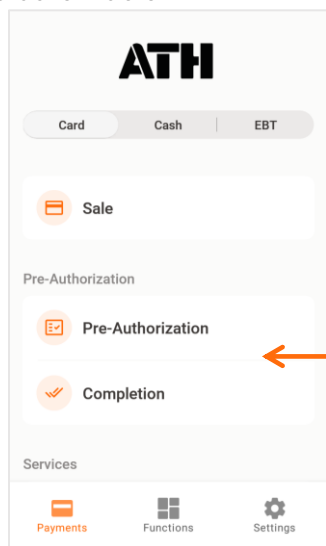 ATH
Card Cash EBT
Sale
Pre-Authorization
Pre-Authorization
Completion
Services
Payments Functions Settings